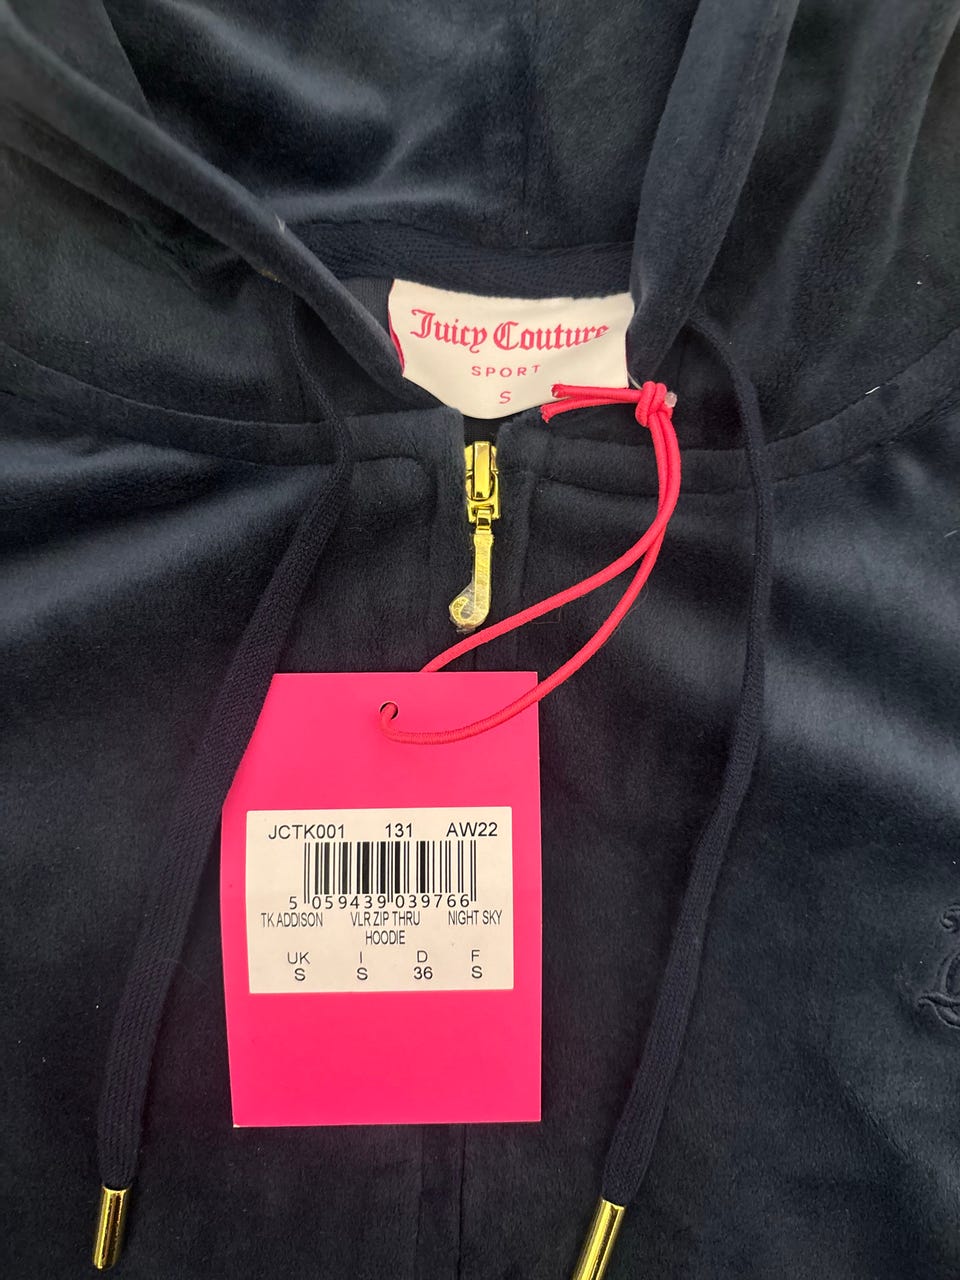 Juicy Couture
SPORT
S
JCTK001 131 AW22
5 059439 039766
TK ADDISON VLR ZIP THRU NIGHT SKY
HOODIE
UK I D F
S S 36 S